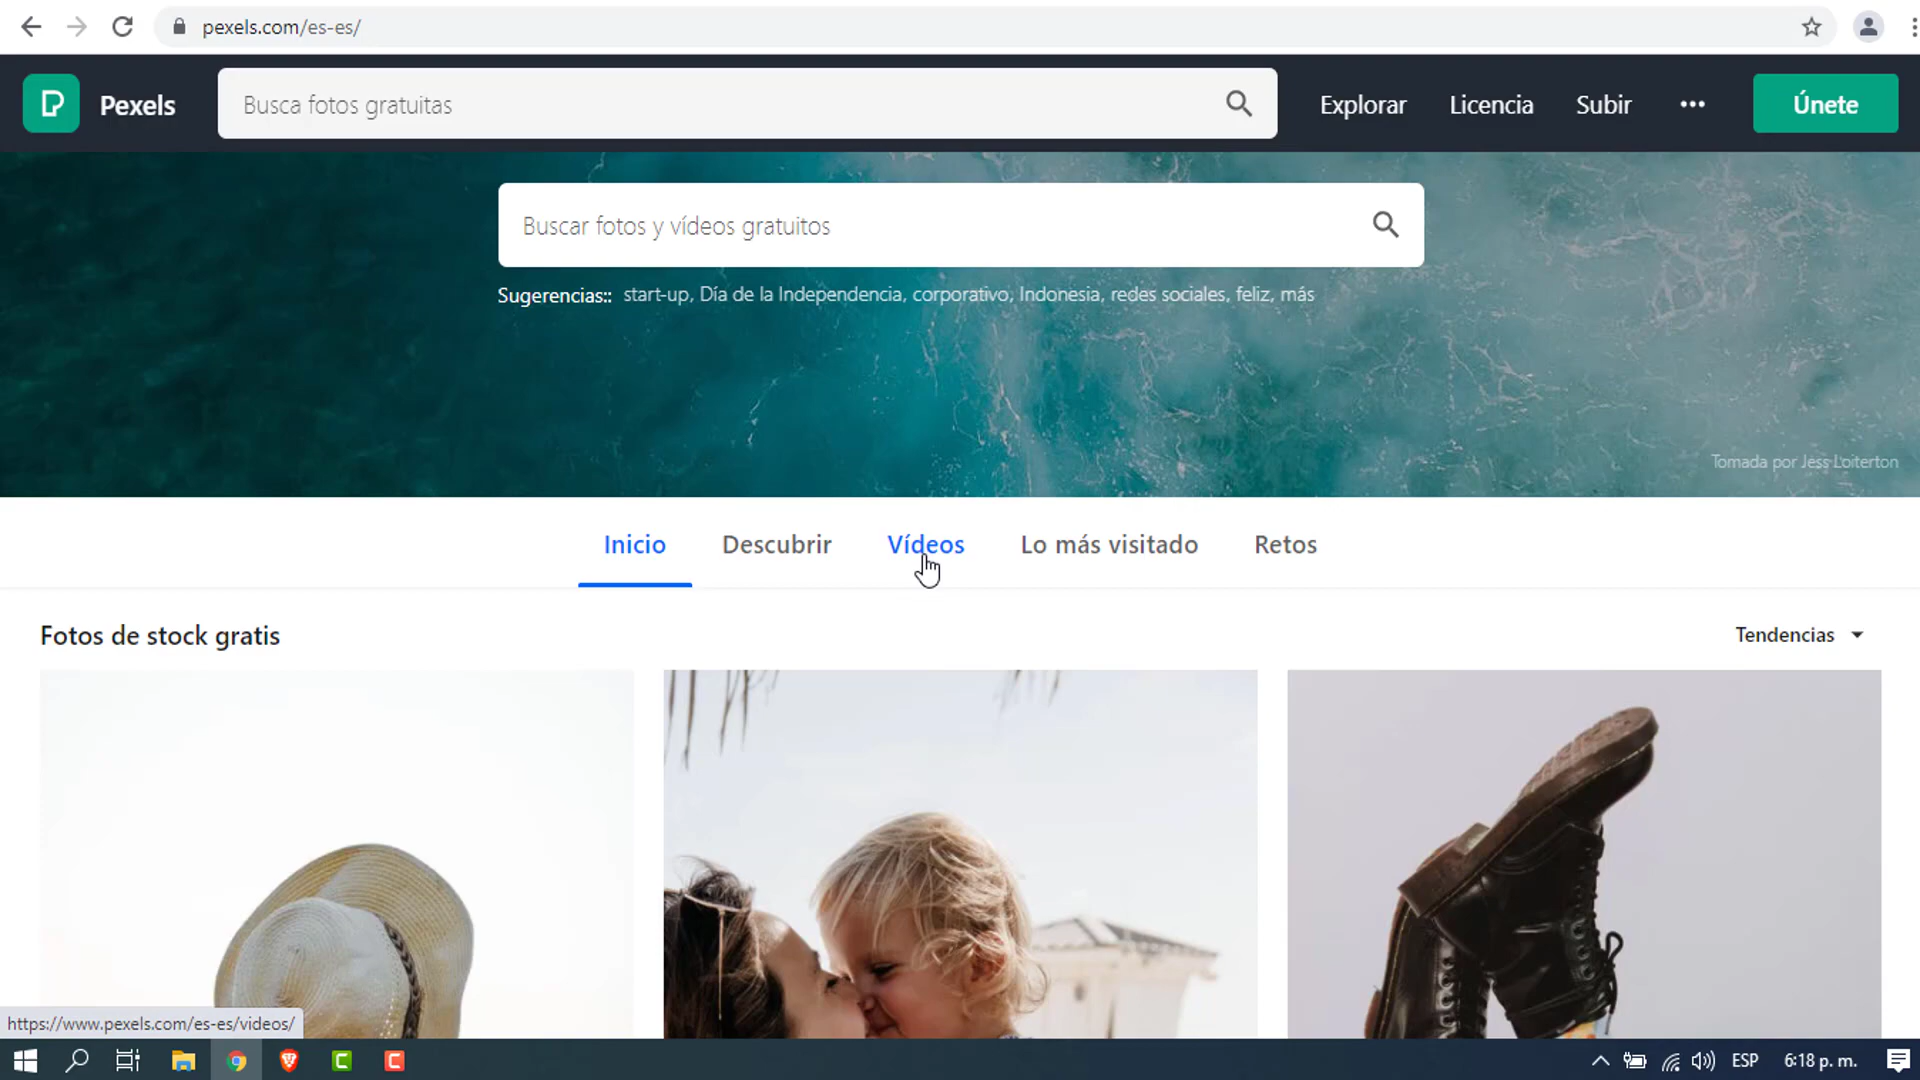 pexels.com/es-es/
Pexels
Busca fotos gratuitas
Explorar
Licencia
Subir
Únete
Buscar fotos y vídeos gratuitos
Sugerencias:: start-up, Día de la Independencia, corporativo, Indonesia, redes sociales, feliz, más
Tomada por Jess Loiterton
Inicio
Descubrir
Vídeos
Lo más visitado
Retos
Fotos de stock gratis
Tendencias
https://www.pexels.com/es-es/videos/
ESP
6:18 p. m.